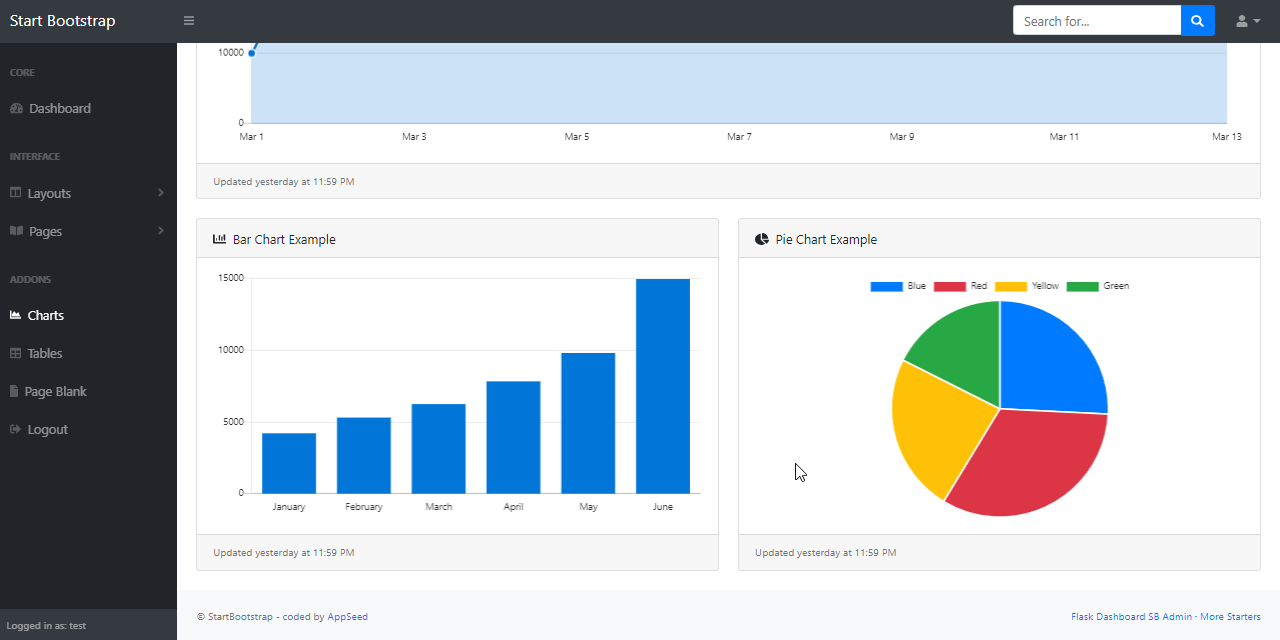 Start Bootstrap
Search for...
CORE
Dashboard
INTERFACE
Layouts
Pages
ADDONS
Charts
Tables
Page Blank
Logout
Logged in as: test
10000
0
Mar 1 Mar 3 Mar 5 Mar 7 Mar 9 Mar 11 Mar 13
Updated yesterday at 11:59 PM
Bar Chart Example
15000
10000
5000
0
January February March April May June
Updated yesterday at 11:59 PM
Pie Chart Example
Blue Red Yellow Green
Updated yesterday at 11:59 PM
© StartBootstrap - coded by AppSeed
Flask Dashboard SB Admin · More Starters